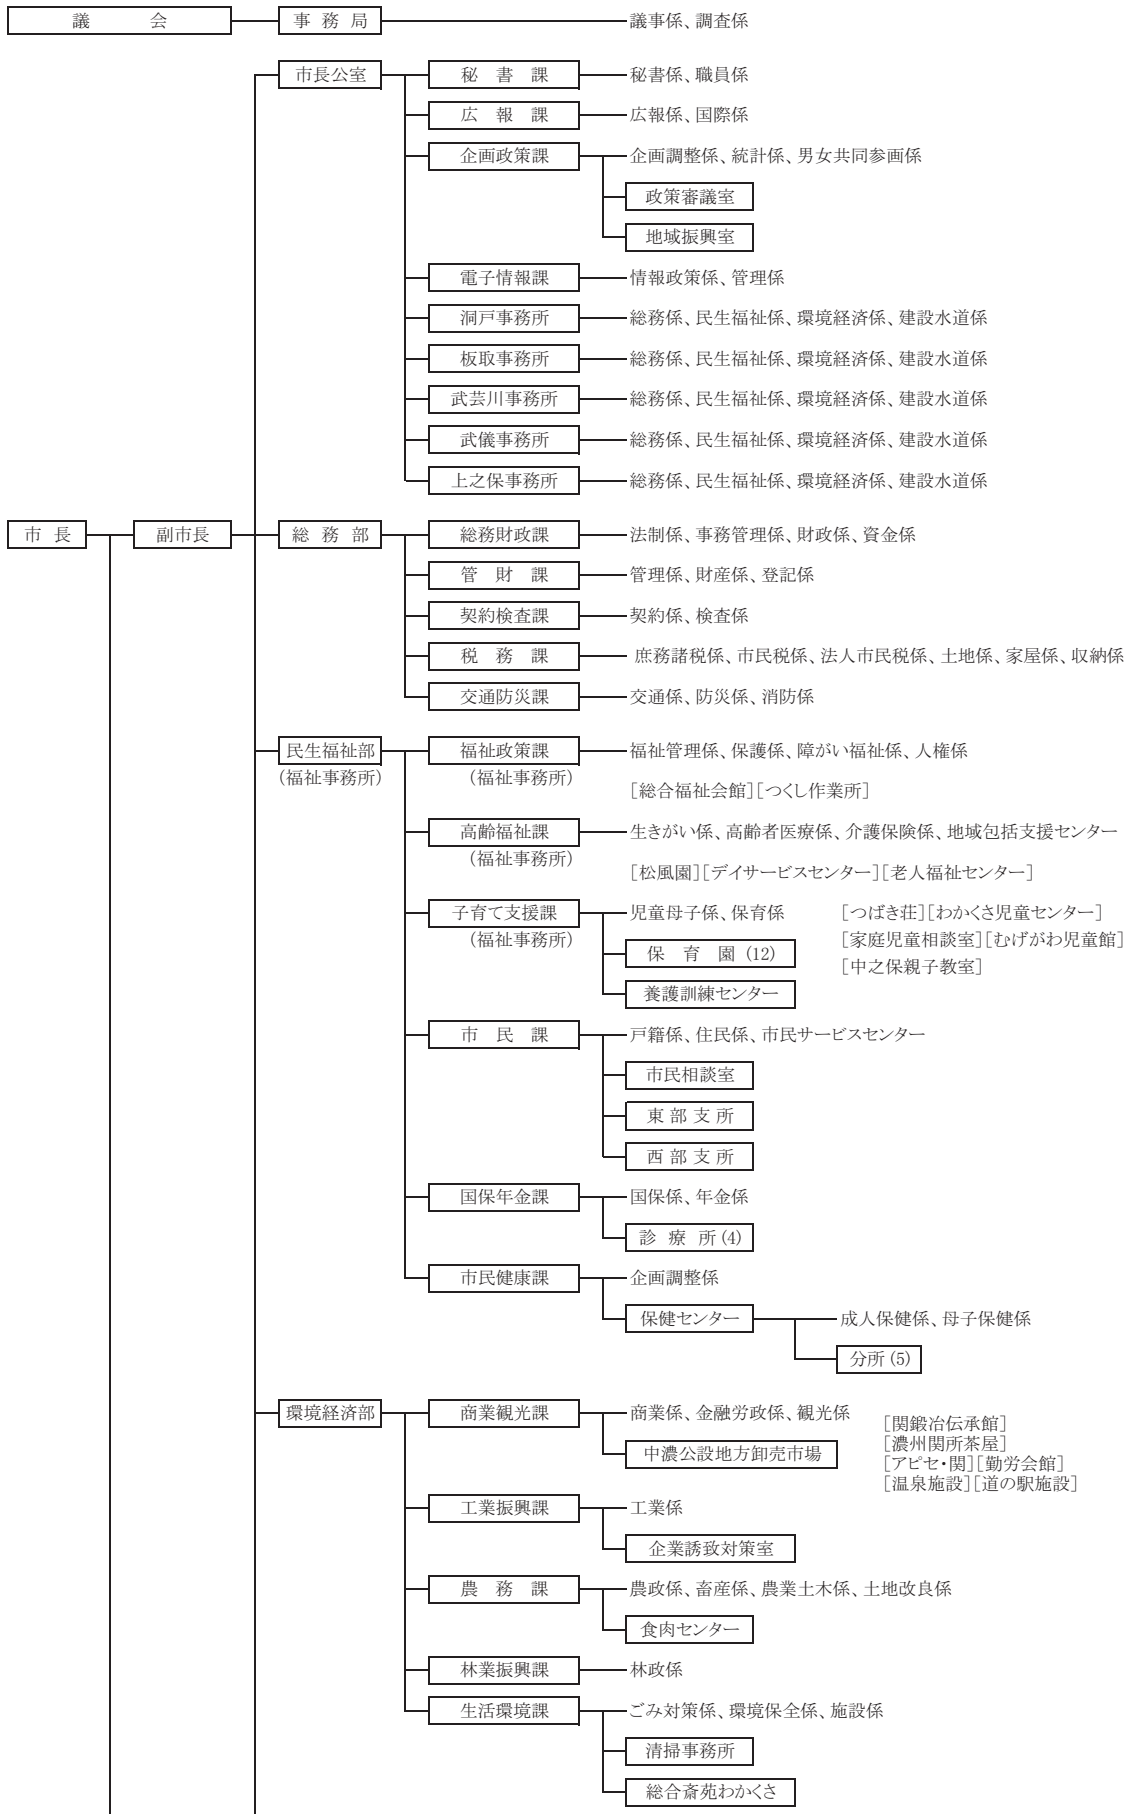 議会 事務局 議事係、調査係
市長公室 秘書課 秘書係、職員係
広報課 広報係、国際係
企画政策課 企画調整係、統計係、男女共同参画係
政策審議室
地域振興室
電子情報課 情報政策係、管理係
洞戸事務所 総務係、民生福祉係、環境経済係、建設水道係
板取事務所 総務係、民生福祉係、環境経済係、建設水道係
武芸川事務所 総務係、民生福祉係、環境経済係、建設水道係
武儀事務所 総務係、民生福祉係、環境経済係、建設水道係
上之保事務所 総務係、民生福祉係、環境経済係、建設水道係
市長 副市長 総務部 総務財政課 法制係、事務管理係、財政係、資金係
管財課 管理係、財産係、登記係
契約検査課 契約係、検査係
税務課 庶務諸税係、市民税係、法人市民税係、土地係、家屋係、収納係
交通防災課 交通係、防災係、消防係
民生福祉部 福祉政策課 福祉管理係、保護係、障がい福祉係、人権係
(福祉事務所) (福祉事務所)
[総合福祉会館][つくし作業所]
高齢福祉課 生きがい係、高齢者医療係、介護保険係、地域包括支援センター
(福祉事務所)
[松風園][デイサービスセンター][老人福祉センター]
子育て支援課 児童母子係、保育係 [つばき荘][わかくさ児童センター]
(福祉事務所) [家庭児童相談室][むげがわ児童館]
保育園(12) [中之保親子教室]
養護訓練センター
市民課 戸籍係、住民係、市民サービスセンター
市民相談室
東部支所
西部支所
国保年金課 国保係、年金係
診療所(4)
市民健康課 企画調整係
保健センター 成人保健係、母子保健係
分所(5)
環境経済部 商業観光課 商業係、金融労政係、観光係 [関鍛冶伝承館]
[濃州関所茶屋]
中濃公設地方卸売市場 [アピセ・関][勤労会館]
[温泉施設][道の駅施設]
工業振興課 工業係
企業誘致対策室
農務課 農政係、畜産係、農業土木係、土地改良係
食肉センター
林業振興課 林政係
生活環境課 ごみ対策係、環境保全係、施設係
清掃事務所
総合斎苑わかくさ